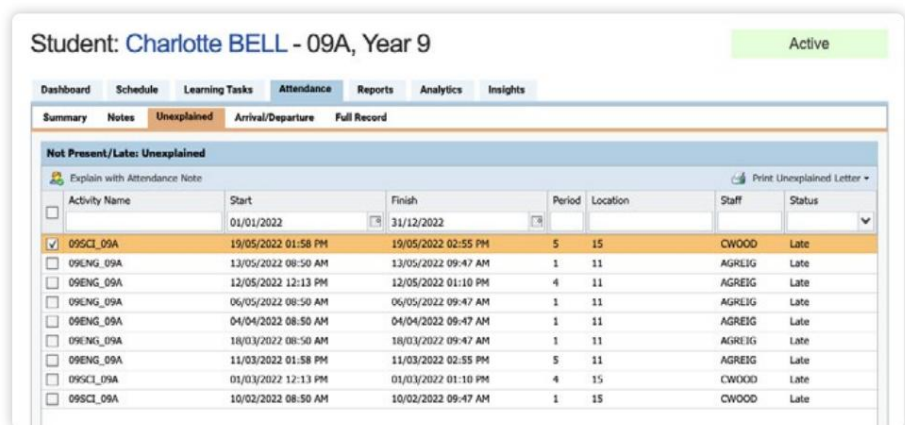 Student: Charlotte BELL - 09A, Year 9 Active
Dashboard Schedule Learning Tasks Attendance Reports Analytics Insights
Summary Notes Unexplained Arrival/Departure Full Record
Not Present/Late: Unexplained
Explain with Attendance Note Print Unexplained Letter
Activity Name Start Finish Period Location Staff Status
01/01/2022 31/12/2022
09SCI_09A 19/05/2022 01:58 PM 19/05/2022 02:55 PM 5 15 CWOOD Late
09ENG_09A 13/05/2022 08:50 AM 13/05/2022 09:47 AM 1 11 AGREIG Late
09ENG_09A 12/05/2022 12:13 PM 12/05/2022 01:10 PM 4 11 AGREIG Late
09ENG_09A 06/05/2022 08:50 AM 06/05/2022 09:47 AM 1 11 AGREIG Late
09ENG_09A 04/04/2022 08:50 AM 04/04/2022 09:47 AM 1 11 AGREIG Late
09ENG_09A 18/03/2022 08:50 AM 18/03/2022 09:47 AM 1 11 AGREIG Late
09ENG_09A 11/03/2022 01:58 PM 11/03/2022 02:55 PM 5 11 AGREIG Late
09SCI_09A 01/03/2022 12:13 PM 01/03/2022 01:10 PM 4 15 CWOOD Late
09SCI_09A 10/02/2022 08:50 AM 10/02/2022 09:47 AM 1 15 CWOOD Late